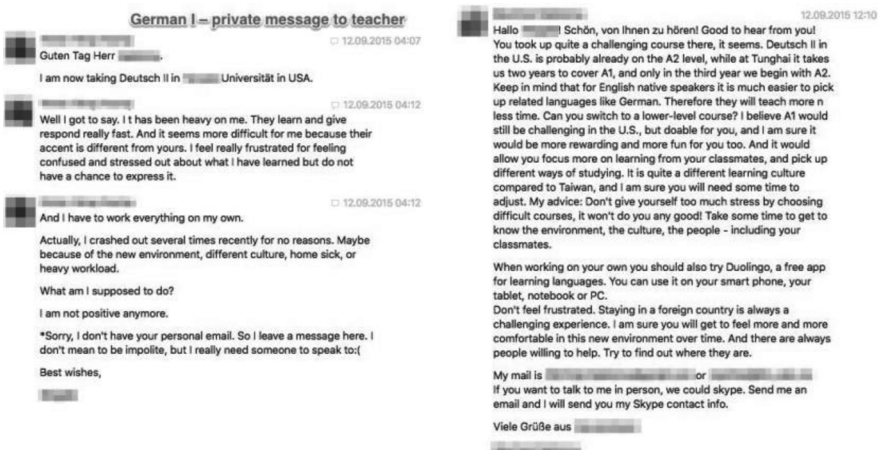 German I – private message to teacher
12.09.2015 04:07
Guten Tag Herr
I am now taking Deutsch II in Universität in USA.
12.09.2015 04:12
Well I got to say. I t has been heavy on me. They learn and give
respond really fast. And it seems more difficult for me because their
accent is different from yours. I feel really frustrated for feeling
confused and stressed out about what I have learned but do not
have a chance to express it.
12.09.2015 04:12
And I have to work everything on my own.
Actually, I crashed out several times recently for no reasons. Maybe
because of the new environment, different culture, home sick, or
heavy workload.
What am I supposed to do?
I am not positive anymore.
*Sorry, I don't have your personal email. So I leave a message here. I
don't mean to be impolite, but I really need someone to speak to:(
Best wishes,
12.09.2015 12:10
Hallo ! Schön, von Ihnen zu hören! Good to hear from you!
You took up quite a challenging course there, it seems. Deutsch II in
the U.S. is probably already on the A2 level, while at Tunghai it takes
us two years to cover A1, and only in the third year we begin with A2.
Keep in mind that for English native speakers it is much easier to pick
up related languages like German. Therefore they will teach more n
less time. Can you switch to a lower-level course? I believe A1 would
still be challenging in the U.S., but doable for you, and I am sure it
would be more rewarding and more fun for you too. And it would
allow you focus more on learning from your classmates, and pick up
different ways of studying. It is quite a different learning culture
compared to Taiwan, and I am sure you will need some time to
adjust. My advice: Don't give yourself too much stress by choosing
difficult courses, it won't do you any good! Take some time to get to
know the environment, the culture, the people - including your
classmates.
When working on your own you should also try Duolingo, a free app
for learning languages. You can use it on your smart phone, your
tablet, notebook or PC.
Don't feel frustrated. Staying in a foreign country is always a
challenging experience. I am sure you will get to feel more and more
comfortable in this new environment over time. And there are always
people willing to help. Try to find out where they are.
My mail is or
If you want to talk to me in person, we could skype. Send me an
email and I will send you my Skype contact info.
Viele Grüße aus